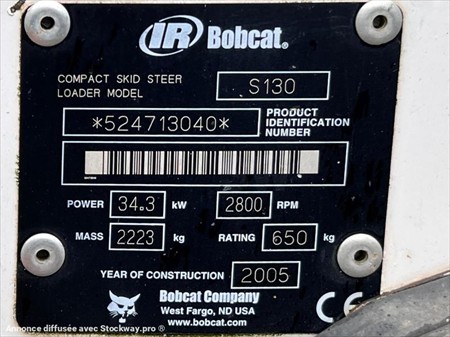 IR Bobcat®
COMPACT SKID STEER
LOADER MODEL S130
*524713040* PRODUCT
IDENTIFICATION
NUMBER
POWER 34.3 kW 2800 RPM
MASS 2223 kg RATING 650 kg
YEAR OF CONSTRUCTION 2005
Bobcat Company
West Fargo, ND USA
www.bobcat.com
CE
Annonce diffusée avec Stockway.pro ®